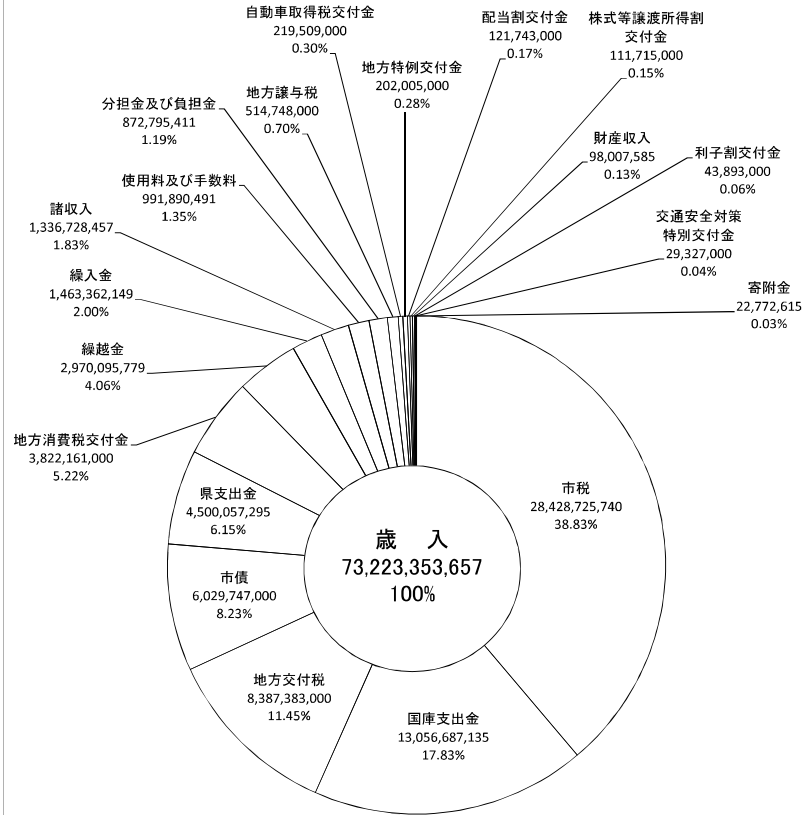 自動車取得税交付金
219,509,000
0.30%
配当割交付金
121,743,000
0.17%
株式等譲渡所得割
交付金
111,715,000
0.15%
地方特例交付金
202,005,000
0.28%
地方譲与税
514,748,000
0.70%
分担金及び負担金
872,795,411
1.19%
財産収入
98,007,585
0.13%
利子割交付金
43,893,000
0.06%
使用料及び手数料
991,890,491
1.35%
諸収入
1,336,728,457
1.83%
交通安全対策
特別交付金
29,327,000
0.04%
繰入金
1,463,362,149
2.00%
寄附金
22,772,615
0.03%
繰越金
2,970,095,779
4.06%
地方消費税交付金
3,822,161,000
5.22%
県支出金
4,500,057,295
6.15%
市税
28,428,725,740
38.83%
歳 入
73,223,353,657
100%
市債
6,029,747,000
8.23%
地方交付税
8,387,383,000
11.45%
国庫支出金
13,056,687,135
17.83%